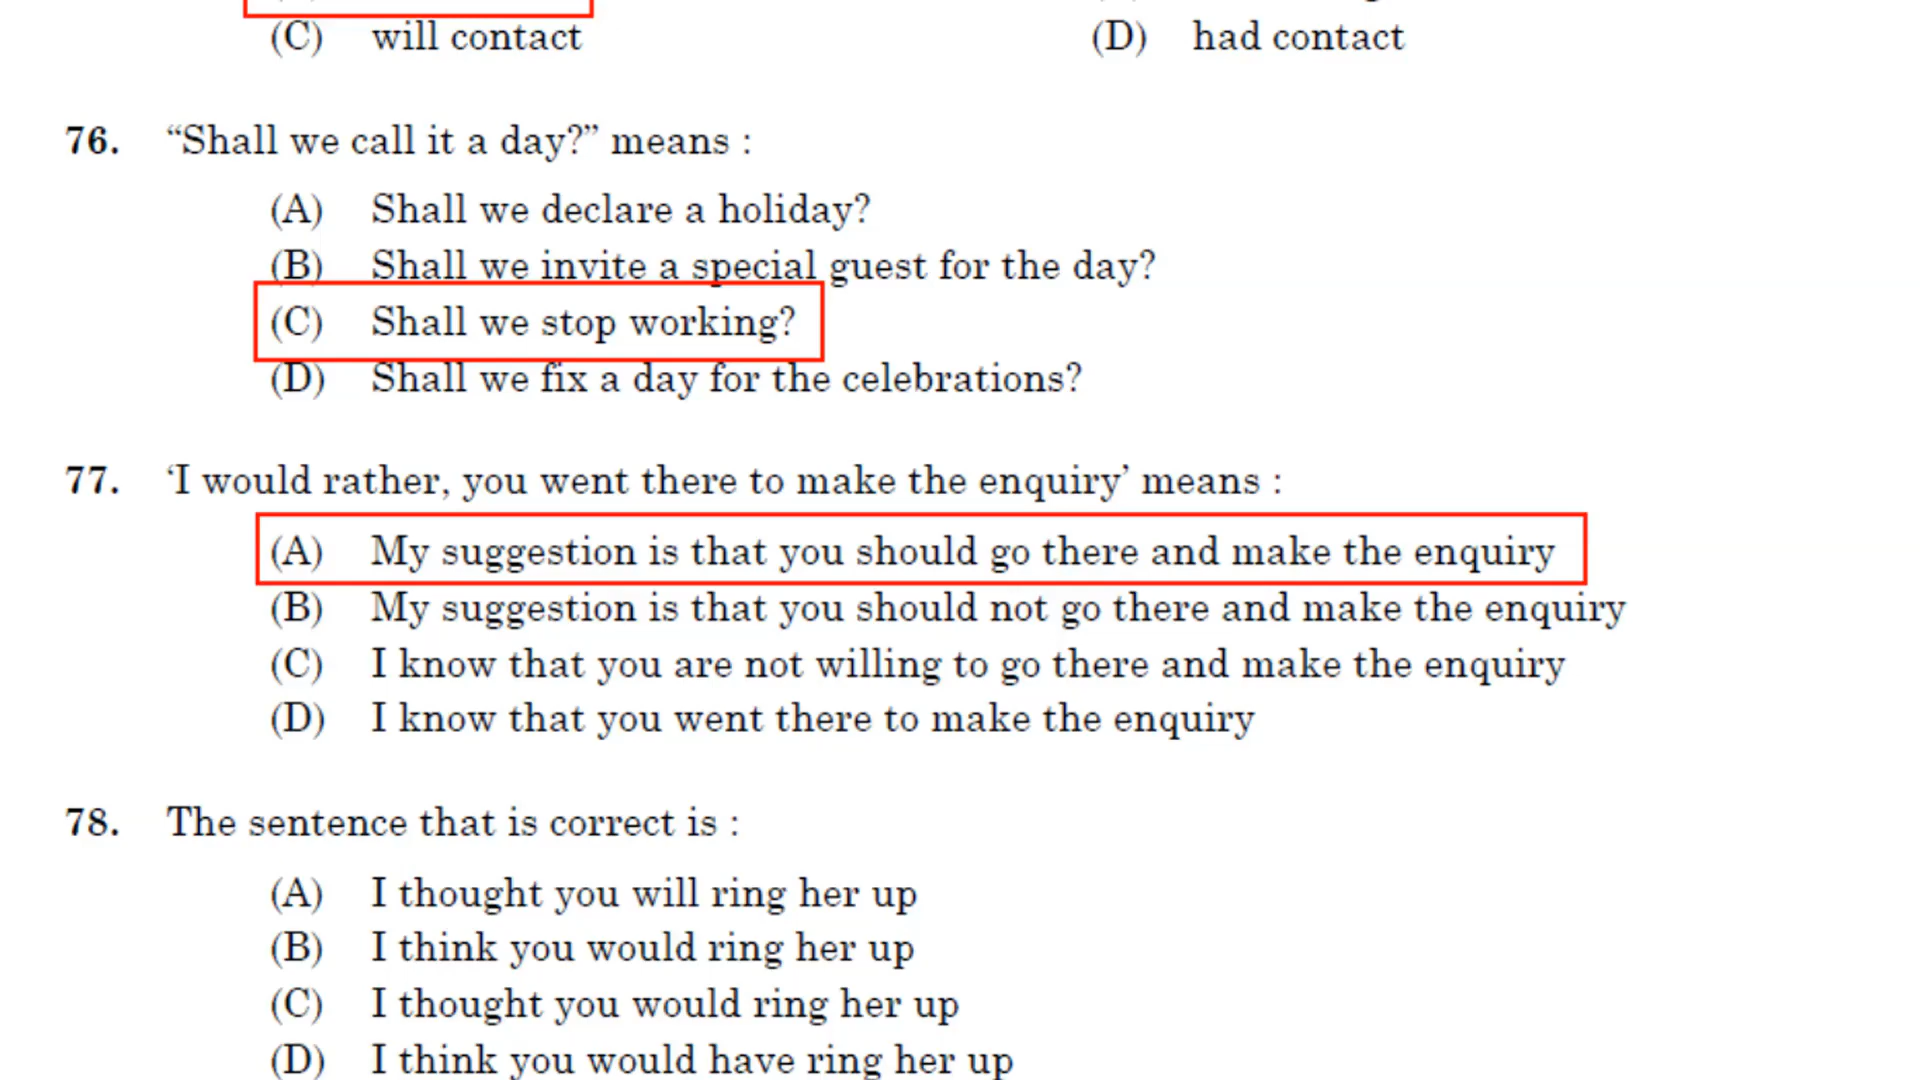 (C) will contact (D) had contact
76. “Shall we call it a day?” means :
(A) Shall we declare a holiday?
(B) Shall we invite a special guest for the day?
(C) Shall we stop working?
(D) Shall we fix a day for the celebrations?
77. ‘I would rather, you went there to make the enquiry’ means :
(A) My suggestion is that you should go there and make the enquiry
(B) My suggestion is that you should not go there and make the enquiry
(C) I know that you are not willing to go there and make the enquiry
(D) I know that you went there to make the enquiry
78. The sentence that is correct is :
(A) I thought you will ring her up
(B) I think you would ring her up
(C) I thought you would ring her up
(D) I think you would have ring her up